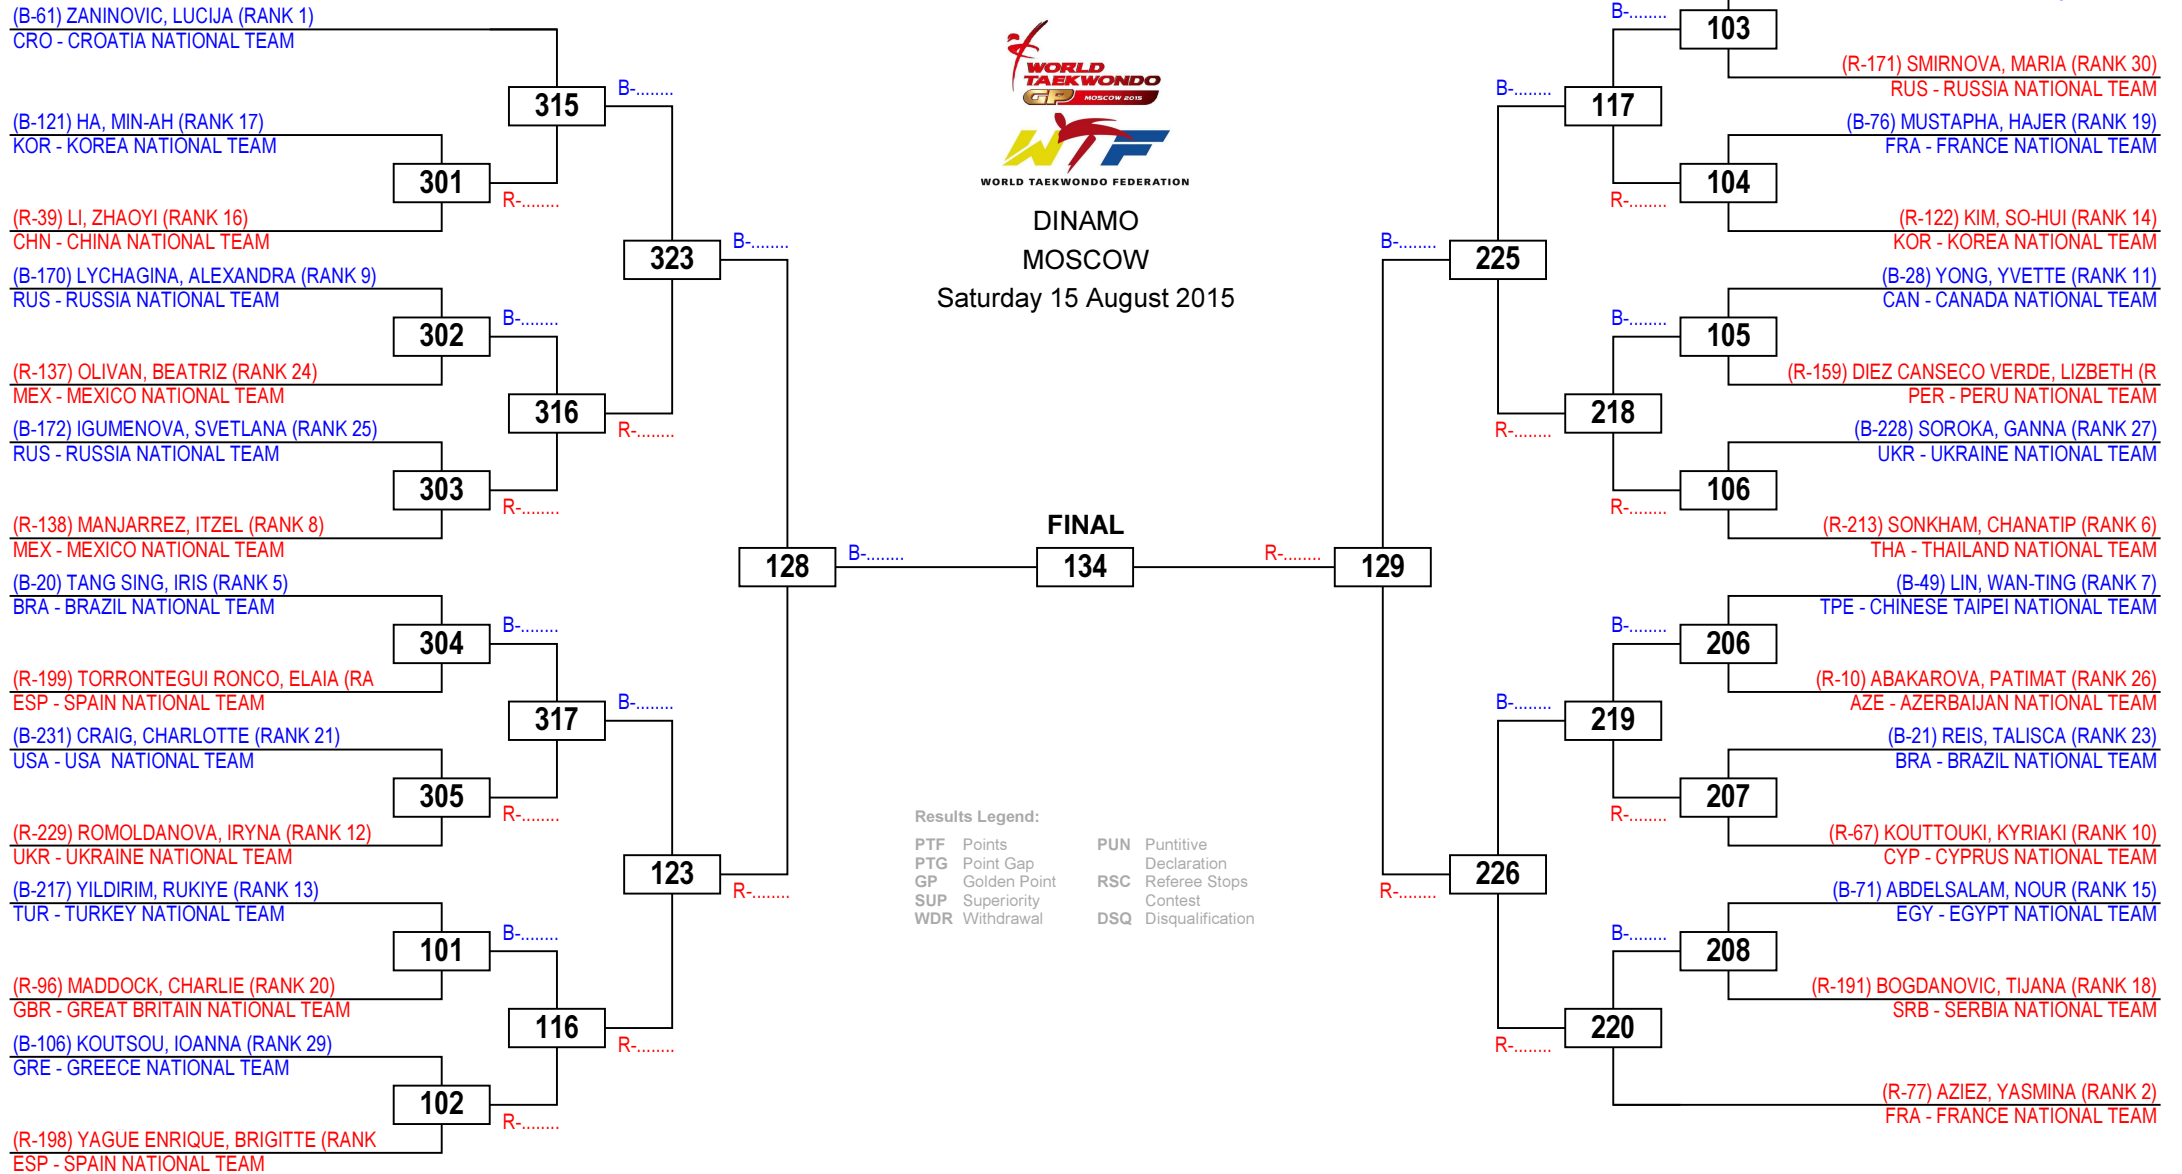 (B-61) ZANINOVIC, LUCIJA (RANK 1)
CRO - CROATIA NATIONAL TEAM
315
B-........
(B-121) HA, MIN-AH (RANK 17)
KOR - KOREA NATIONAL TEAM
301
R-........
(R-39) LI, ZHAOYI (RANK 16)
CHN - CHINA NATIONAL TEAM
323
B-........
(B-170) LYCHAGINA, ALEXANDRA (RANK 9)
RUS - RUSSIA NATIONAL TEAM
302
B-........
(R-137) OLIVAN, BEATRIZ (RANK 24)
MEX - MEXICO NATIONAL TEAM
316
R-........
(B-172) IGUMENOVA, SVETLANA (RANK 25)
RUS - RUSSIA NATIONAL TEAM
303
R-........
(R-138) MANJARREZ, ITZEL (RANK 8)
MEX - MEXICO NATIONAL TEAM
128
B-........
(B-20) TANG SING, IRIS (RANK 5)
BRA - BRAZIL NATIONAL TEAM
304
B-........
(R-199) TORRONTEGUI RONCO, ELAIA (RA
ESP - SPAIN NATIONAL TEAM
317
B-........
(B-231) CRAIG, CHARLOTTE (RANK 21)
USA - USA  NATIONAL TEAM
305
R-........
(R-229) ROMOLDANOVA, IRYNA (RANK 12)
UKR - UKRAINE NATIONAL TEAM
123
R-........
(B-217) YILDIRIM, RUKIYE (RANK 13)
TUR - TURKEY NATIONAL TEAM
101
B-........
(R-96) MADDOCK, CHARLIE (RANK 20)
GBR - GREAT BRITAIN NATIONAL TEAM
116
R-........
(B-106) KOUTSOU, IOANNA (RANK 29)
GRE - GREECE NATIONAL TEAM
102
R-........
(R-198) YAGUE ENRIQUE, BRIGITTE (RANK
ESP - SPAIN NATIONAL TEAM
WORLD
TAEKWONDO
GP MOSCOW 2015
WTF
WORLD TAEKWONDO FEDERATION
DINAMO
MOSCOW
Saturday 15 August 2015
FINAL
134
Results Legend:
PTF Points
PTG Point Gap
GP Golden Point
SUP Superiority
WDR Withdrawal
PUN Puntitive
Declaration
RSC Referee Stops
Contest
DSQ Disqualification
B-........
103
(R-171) SMIRNOVA, MARIA (RANK 30)
RUS - RUSSIA NATIONAL TEAM
B-........
117
(B-76) MUSTAPHA, HAJER (RANK 19)
FRA - FRANCE NATIONAL TEAM
R-........
104
(R-122) KIM, SO-HUI (RANK 14)
KOR - KOREA NATIONAL TEAM
B-........
225
(B-28) YONG, YVETTE (RANK 11)
CAN - CANADA NATIONAL TEAM
B-........
105
(R-159) DIEZ CANSECO VERDE, LIZBETH (R
PER - PERU NATIONAL TEAM
R-........
218
(B-228) SOROKA, GANNA (RANK 27)
UKR - UKRAINE NATIONAL TEAM
R-........
106
(R-213) SONKHAM, CHANATIP (RANK 6)
THA - THAILAND NATIONAL TEAM
R-........
129
(B-49) LIN, WAN-TING (RANK 7)
TPE - CHINESE TAIPEI NATIONAL TEAM
B-........
206
(R-10) ABAKAROVA, PATIMAT (RANK 26)
AZE - AZERBAIJAN NATIONAL TEAM
B-........
219
(B-21) REIS, TALISCA (RANK 23)
BRA - BRAZIL NATIONAL TEAM
R-........
207
(R-67) KOUTTOUKI, KYRIAKI (RANK 10)
CYP - CYPRUS NATIONAL TEAM
R-........
226
(B-71) ABDELSALAM, NOUR (RANK 15)
EGY - EGYPT NATIONAL TEAM
B-........
208
(R-191) BOGDANOVIC, TIJANA (RANK 18)
SRB - SERBIA NATIONAL TEAM
R-........
220
(R-77) AZIEZ, YASMINA (RANK 2)
FRA - FRANCE NATIONAL TEAM